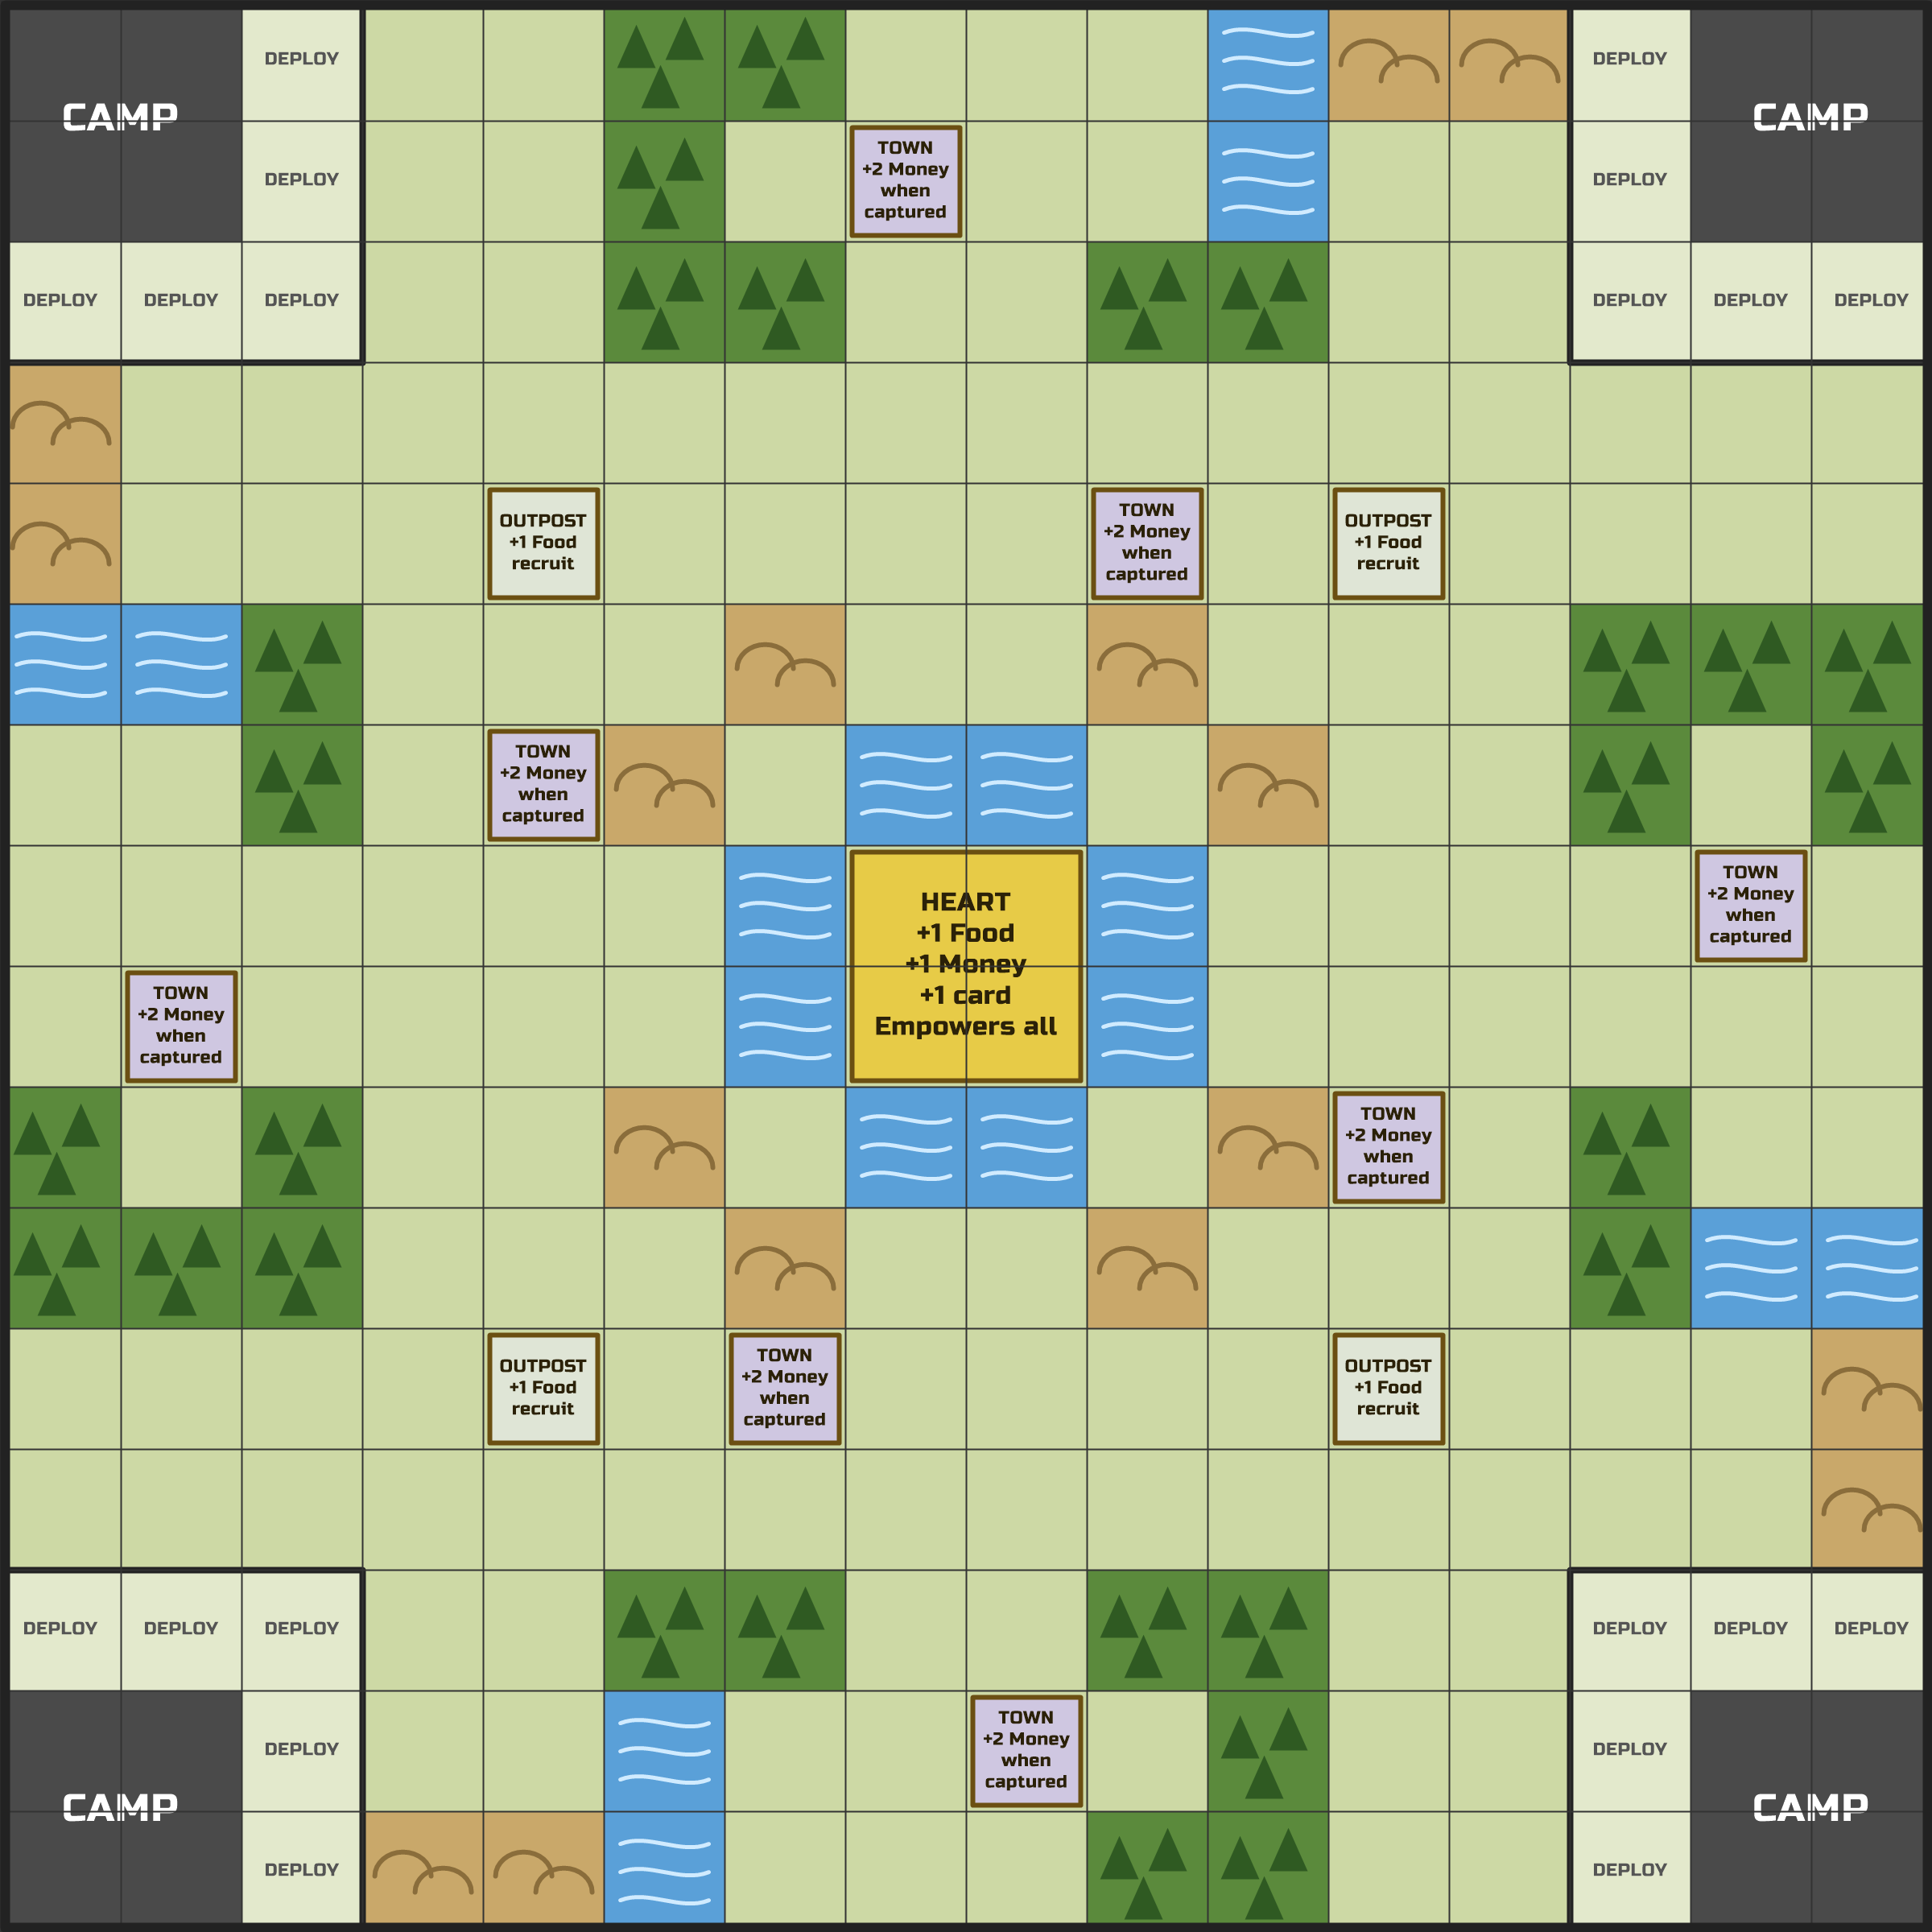 DEPLOY
DEPLOY
CAMP
CAMP
TOWN
+2 Money
when
captured
DEPLOY
DEPLOY
DEPLOY
DEPLOY
DEPLOY
DEPLOY
DEPLOY
DEPLOY
OUTPOST
+1 Food
recruit
TOWN
+2 Money
when
captured
OUTPOST
+1 Food
recruit
TOWN
+2 Money
when
captured
HEART
+1 Food
+1 Money
+1 card
Empowers all
TOWN
+2 Money
when
captured
TOWN
+2 Money
when
captured
TOWN
+2 Money
when
captured
OUTPOST
+1 Food
recruit
TOWN
+2 Money
when
captured
OUTPOST
+1 Food
recruit
DEPLOY
DEPLOY
DEPLOY
DEPLOY
DEPLOY
DEPLOY
DEPLOY
TOWN
+2 Money
when
captured
DEPLOY
CAMP
CAMP
DEPLOY
DEPLOY